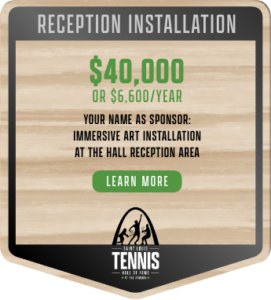 RECEPTION INSTALLATION
$40,000
OR $6,600/YEAR
YOUR NAME AS SPONSOR:
IMMERSIVE ART INSTALLATION
AT THE HALL RECEPTION AREA
LEARN MORE
SAINT LOUIS
TENNIS
HALL OF FAME